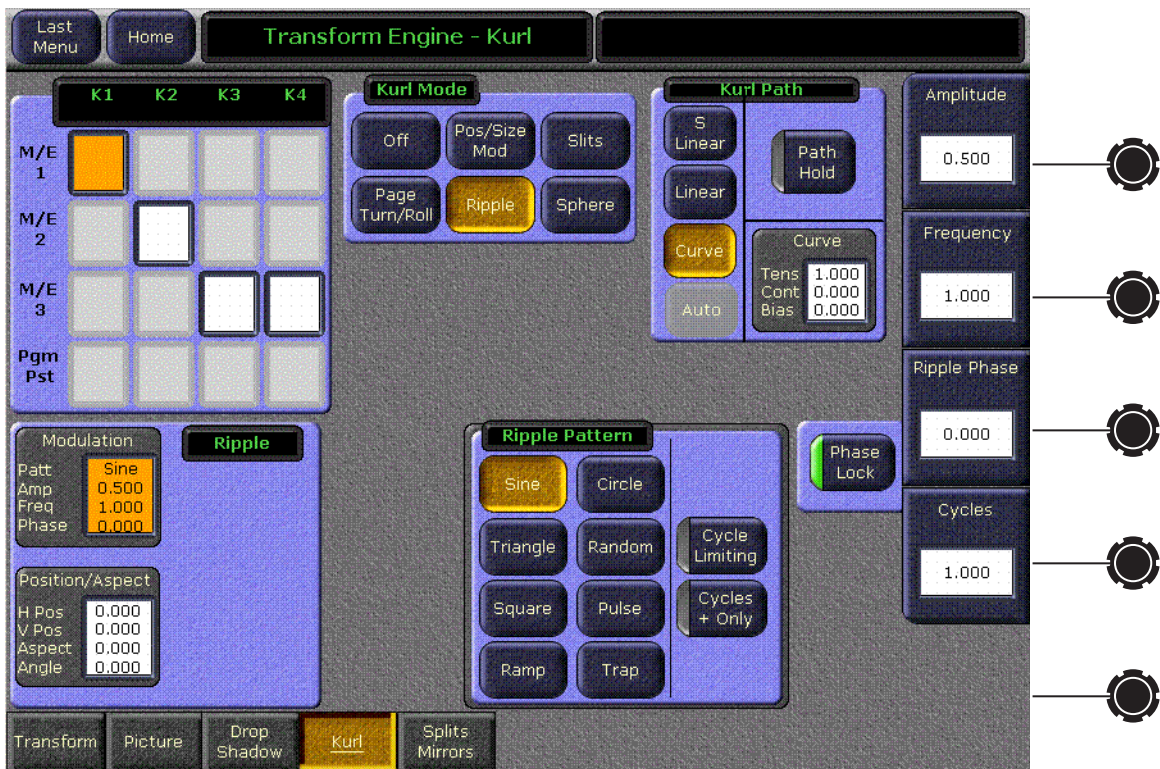 Last
Menu
Home
Transform Engine - Kurl
K1 K2 K3 K4
M/E
1
M/E
2
M/E
3
Pgm
Pst
Kurl Mode
Off
Pos/Size
Mod
Slits
Page
Turn/Roll
Ripple
Sphere
Kurl Path
S
Linear
Linear
Curve
Auto
Path
Hold
Curve
Tens 1.000
Cont 0.000
Bias 0.000
Amplitude
0.500
Frequency
1.000
Ripple Phase
0.000
Cycles
1.000
Modulation
Patt Sine
Amp 0.500
Freq 1.000
Phase 0.000
Ripple
Position/Aspect
H Pos 0.000
V Pos 0.000
Aspect 0.000
Angle 0.000
Ripple Pattern
Sine
Circle
Triangle
Random
Square
Pulse
Ramp
Trap
Cycle
Limiting
Cycles
+ Only
Phase
Lock
Transform
Picture
Drop
Shadow
Kurl
Splits
Mirrors